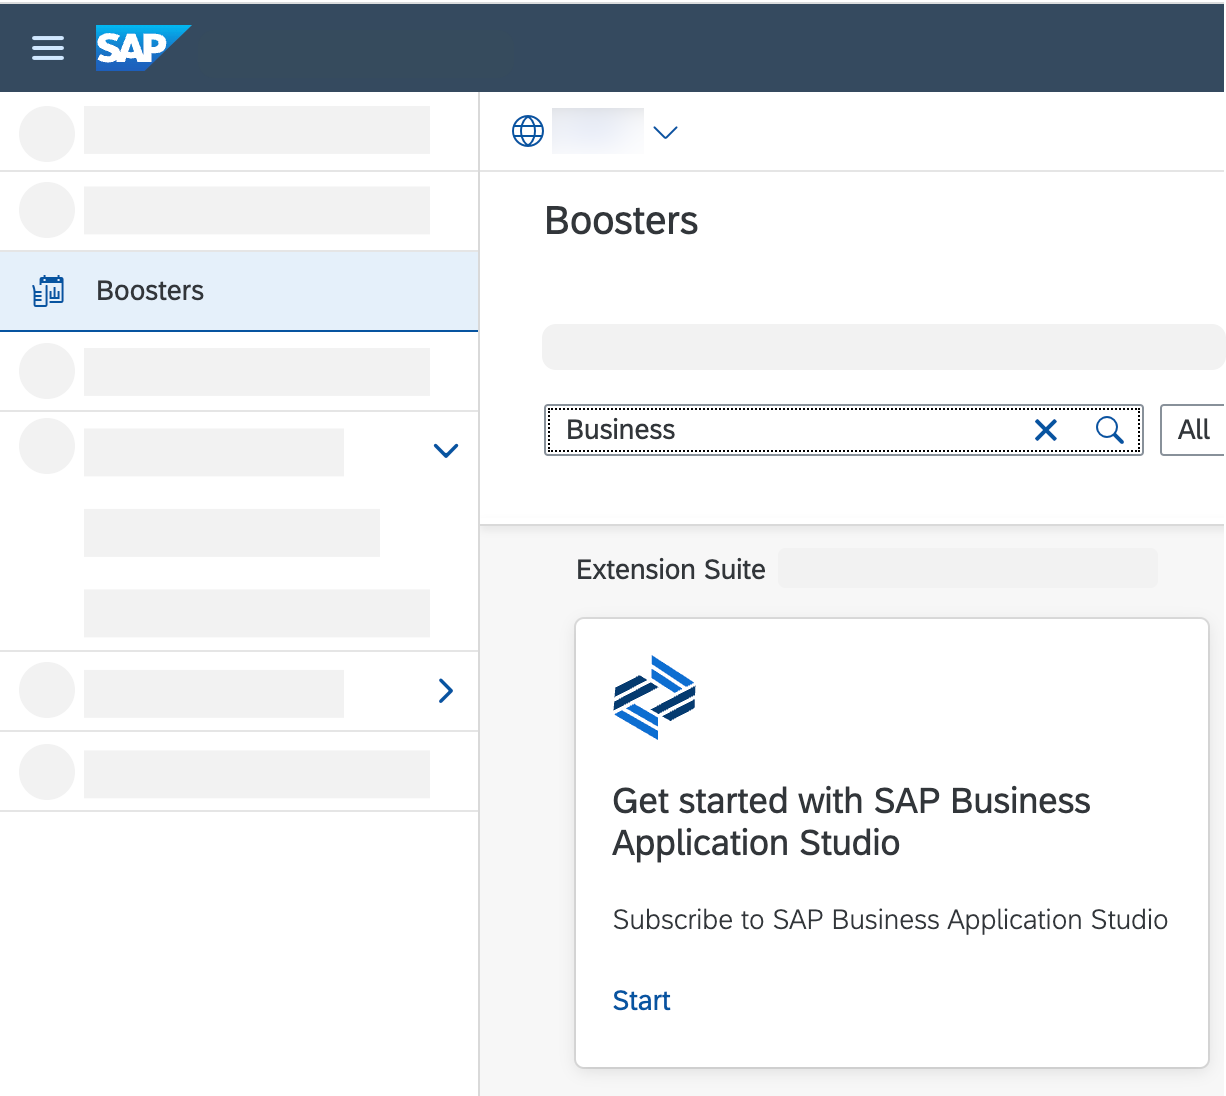 SAP
Boosters
Boosters
Business
All
Extension Suite
Get started with SAP Business
Application Studio
Subscribe to SAP Business Application Studio
Start